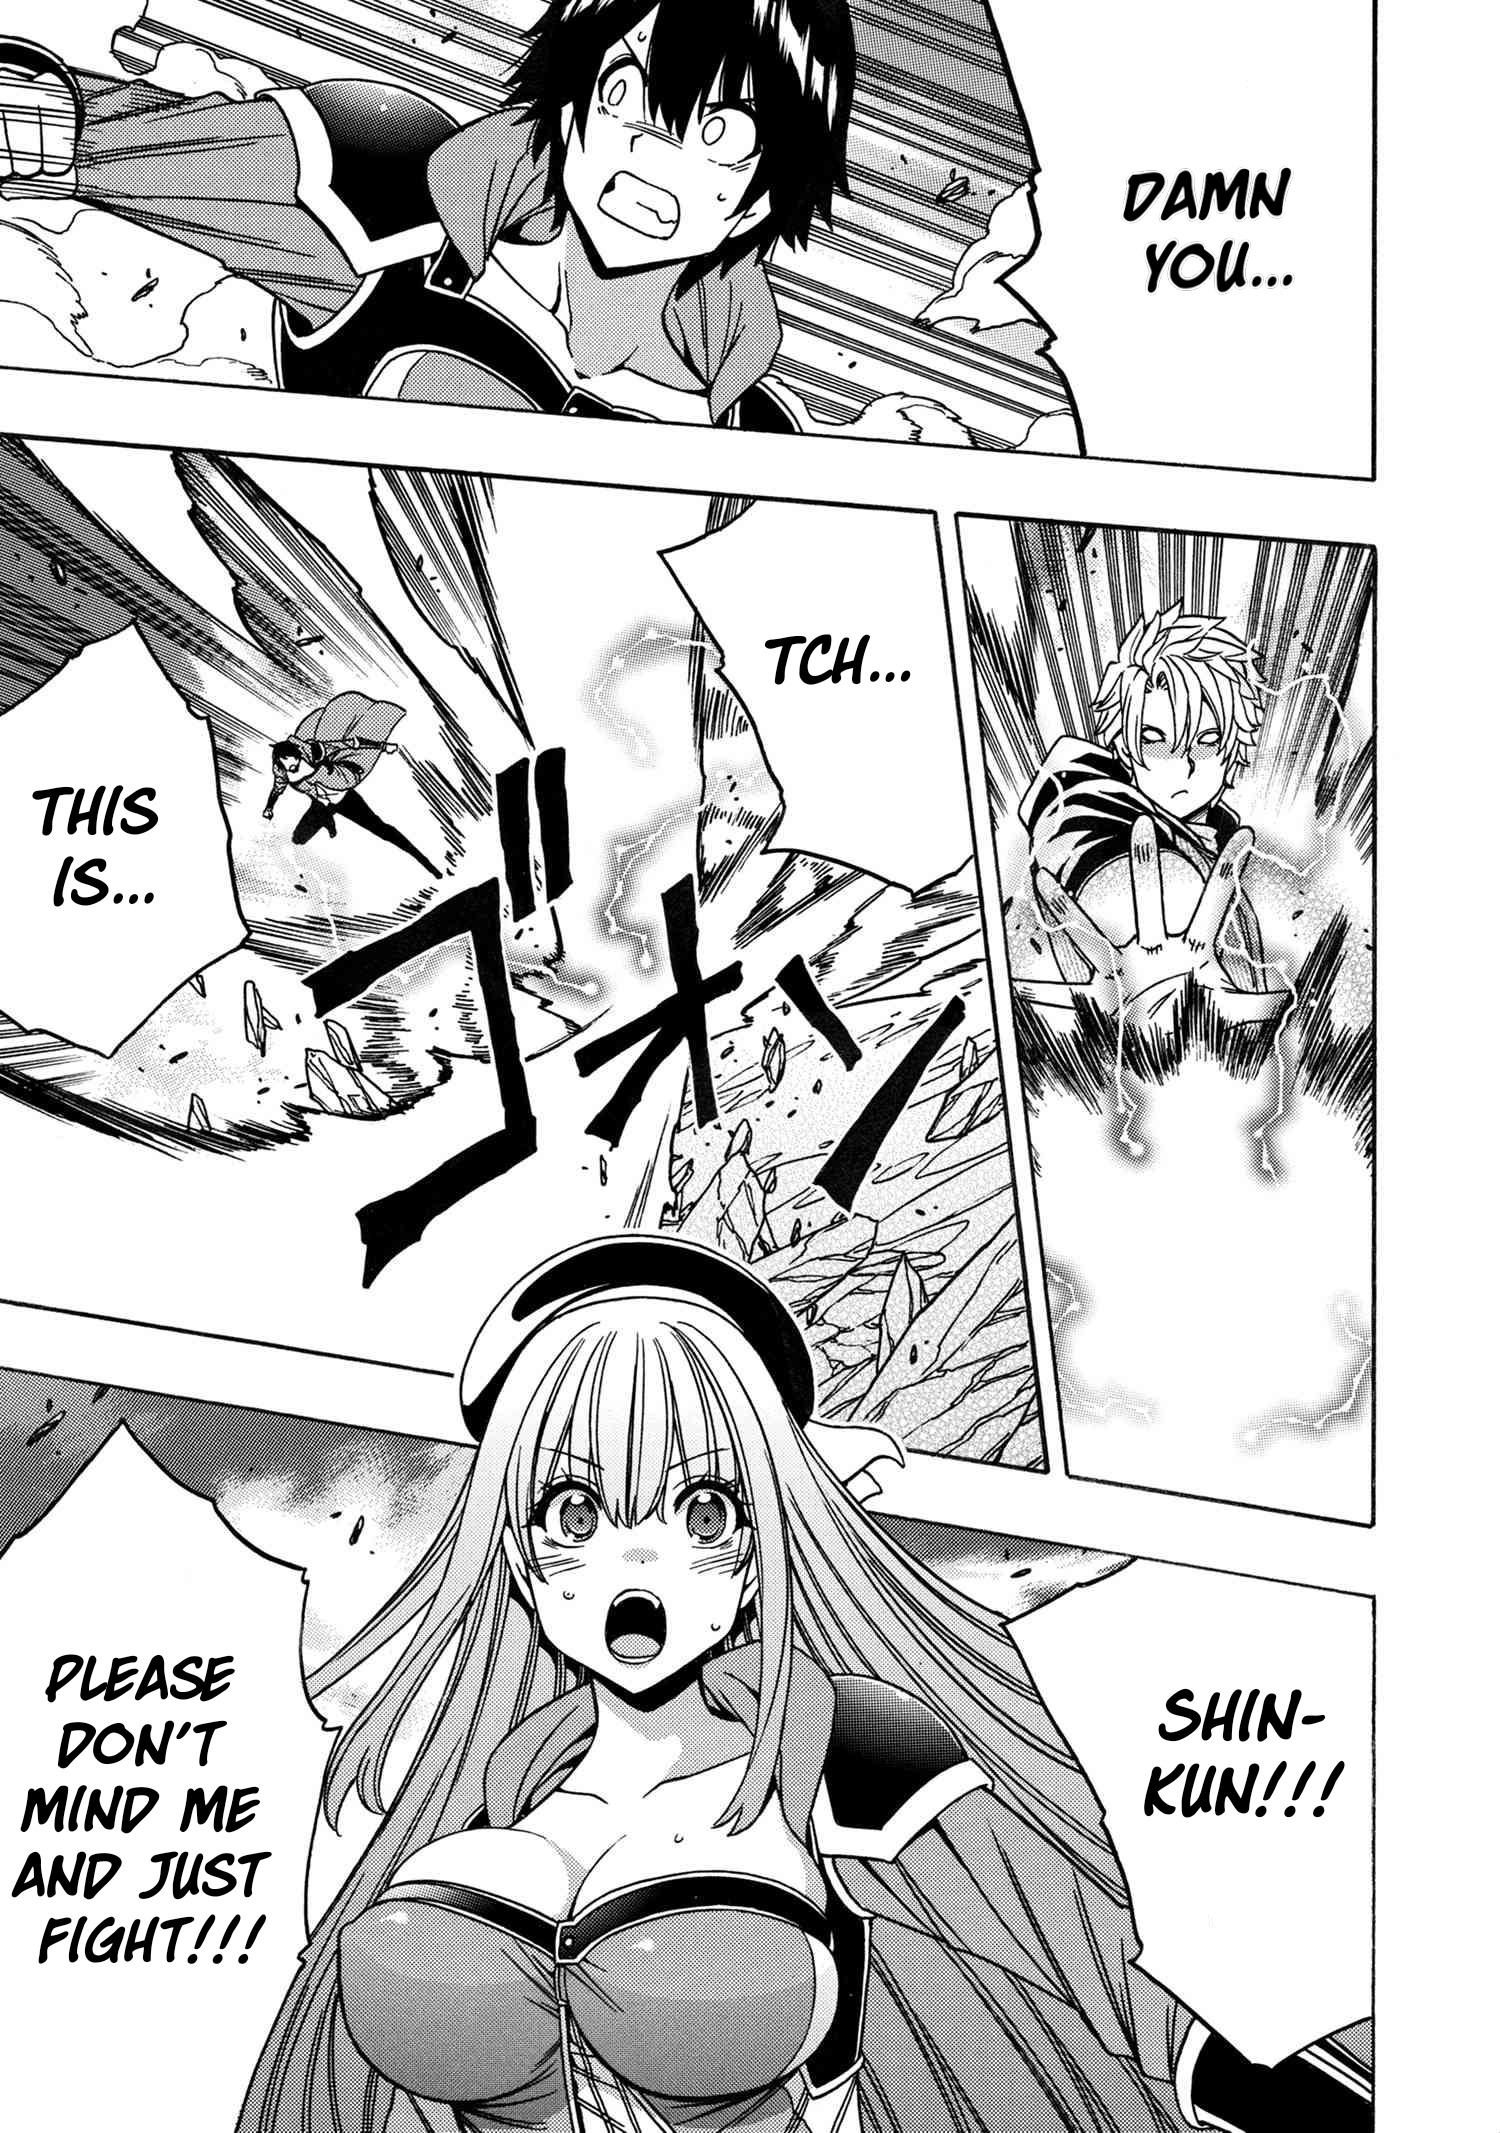 DAMN
YOU...
TCH...
ゴオン
THIS
IS...
SHIN-
KUN!!!
PLEASE
DON'T
MIND ME
AND JUST
FIGHT!!!